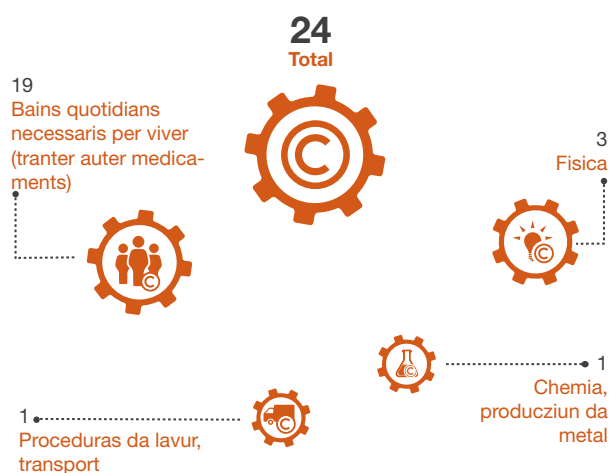 24
Total
19
Bains quotidians
necessaris per viver
(tranter auter medica-
ments)
3
Fisica
1
Chemia,
producziun da
metal
1
Proceduras da lavur,
transport
©
©
©
©
©